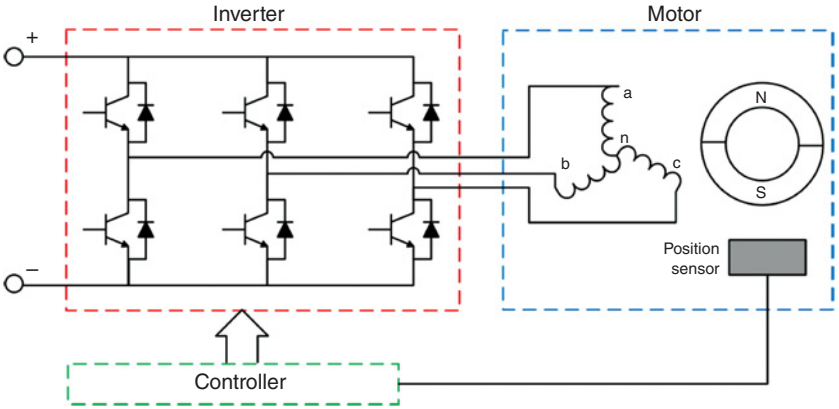 Inverter
Motor
+
a
N
n
b
c
S
Position
sensor
–
Controller